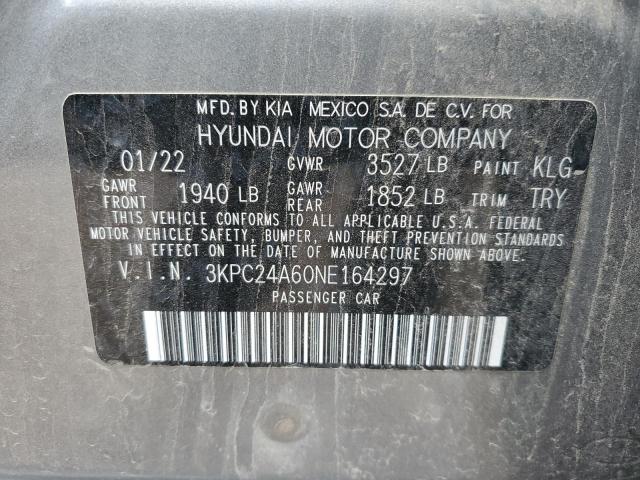 MFD. BY KIA MEXICO S.A. DE C.V. FOR
HYUNDAI MOTOR COMPANY
01/22 GVWR 3527 LB PAINT KLG
GAWR FRONT 1940 LB GAWR REAR 1852 LB TRIM TRY
THIS VEHICLE CONFORMS TO ALL APPLICABLE U.S.A. FEDERAL
MOTOR VEHICLE SAFETY, BUMPER, AND THEFT PREVENTION STANDARDS
IN EFFECT ON THE DATE OF MANUFACTURE SHOWN ABOVE.
V.I.N. 3KPC24A60NE164297
PASSENGER CAR